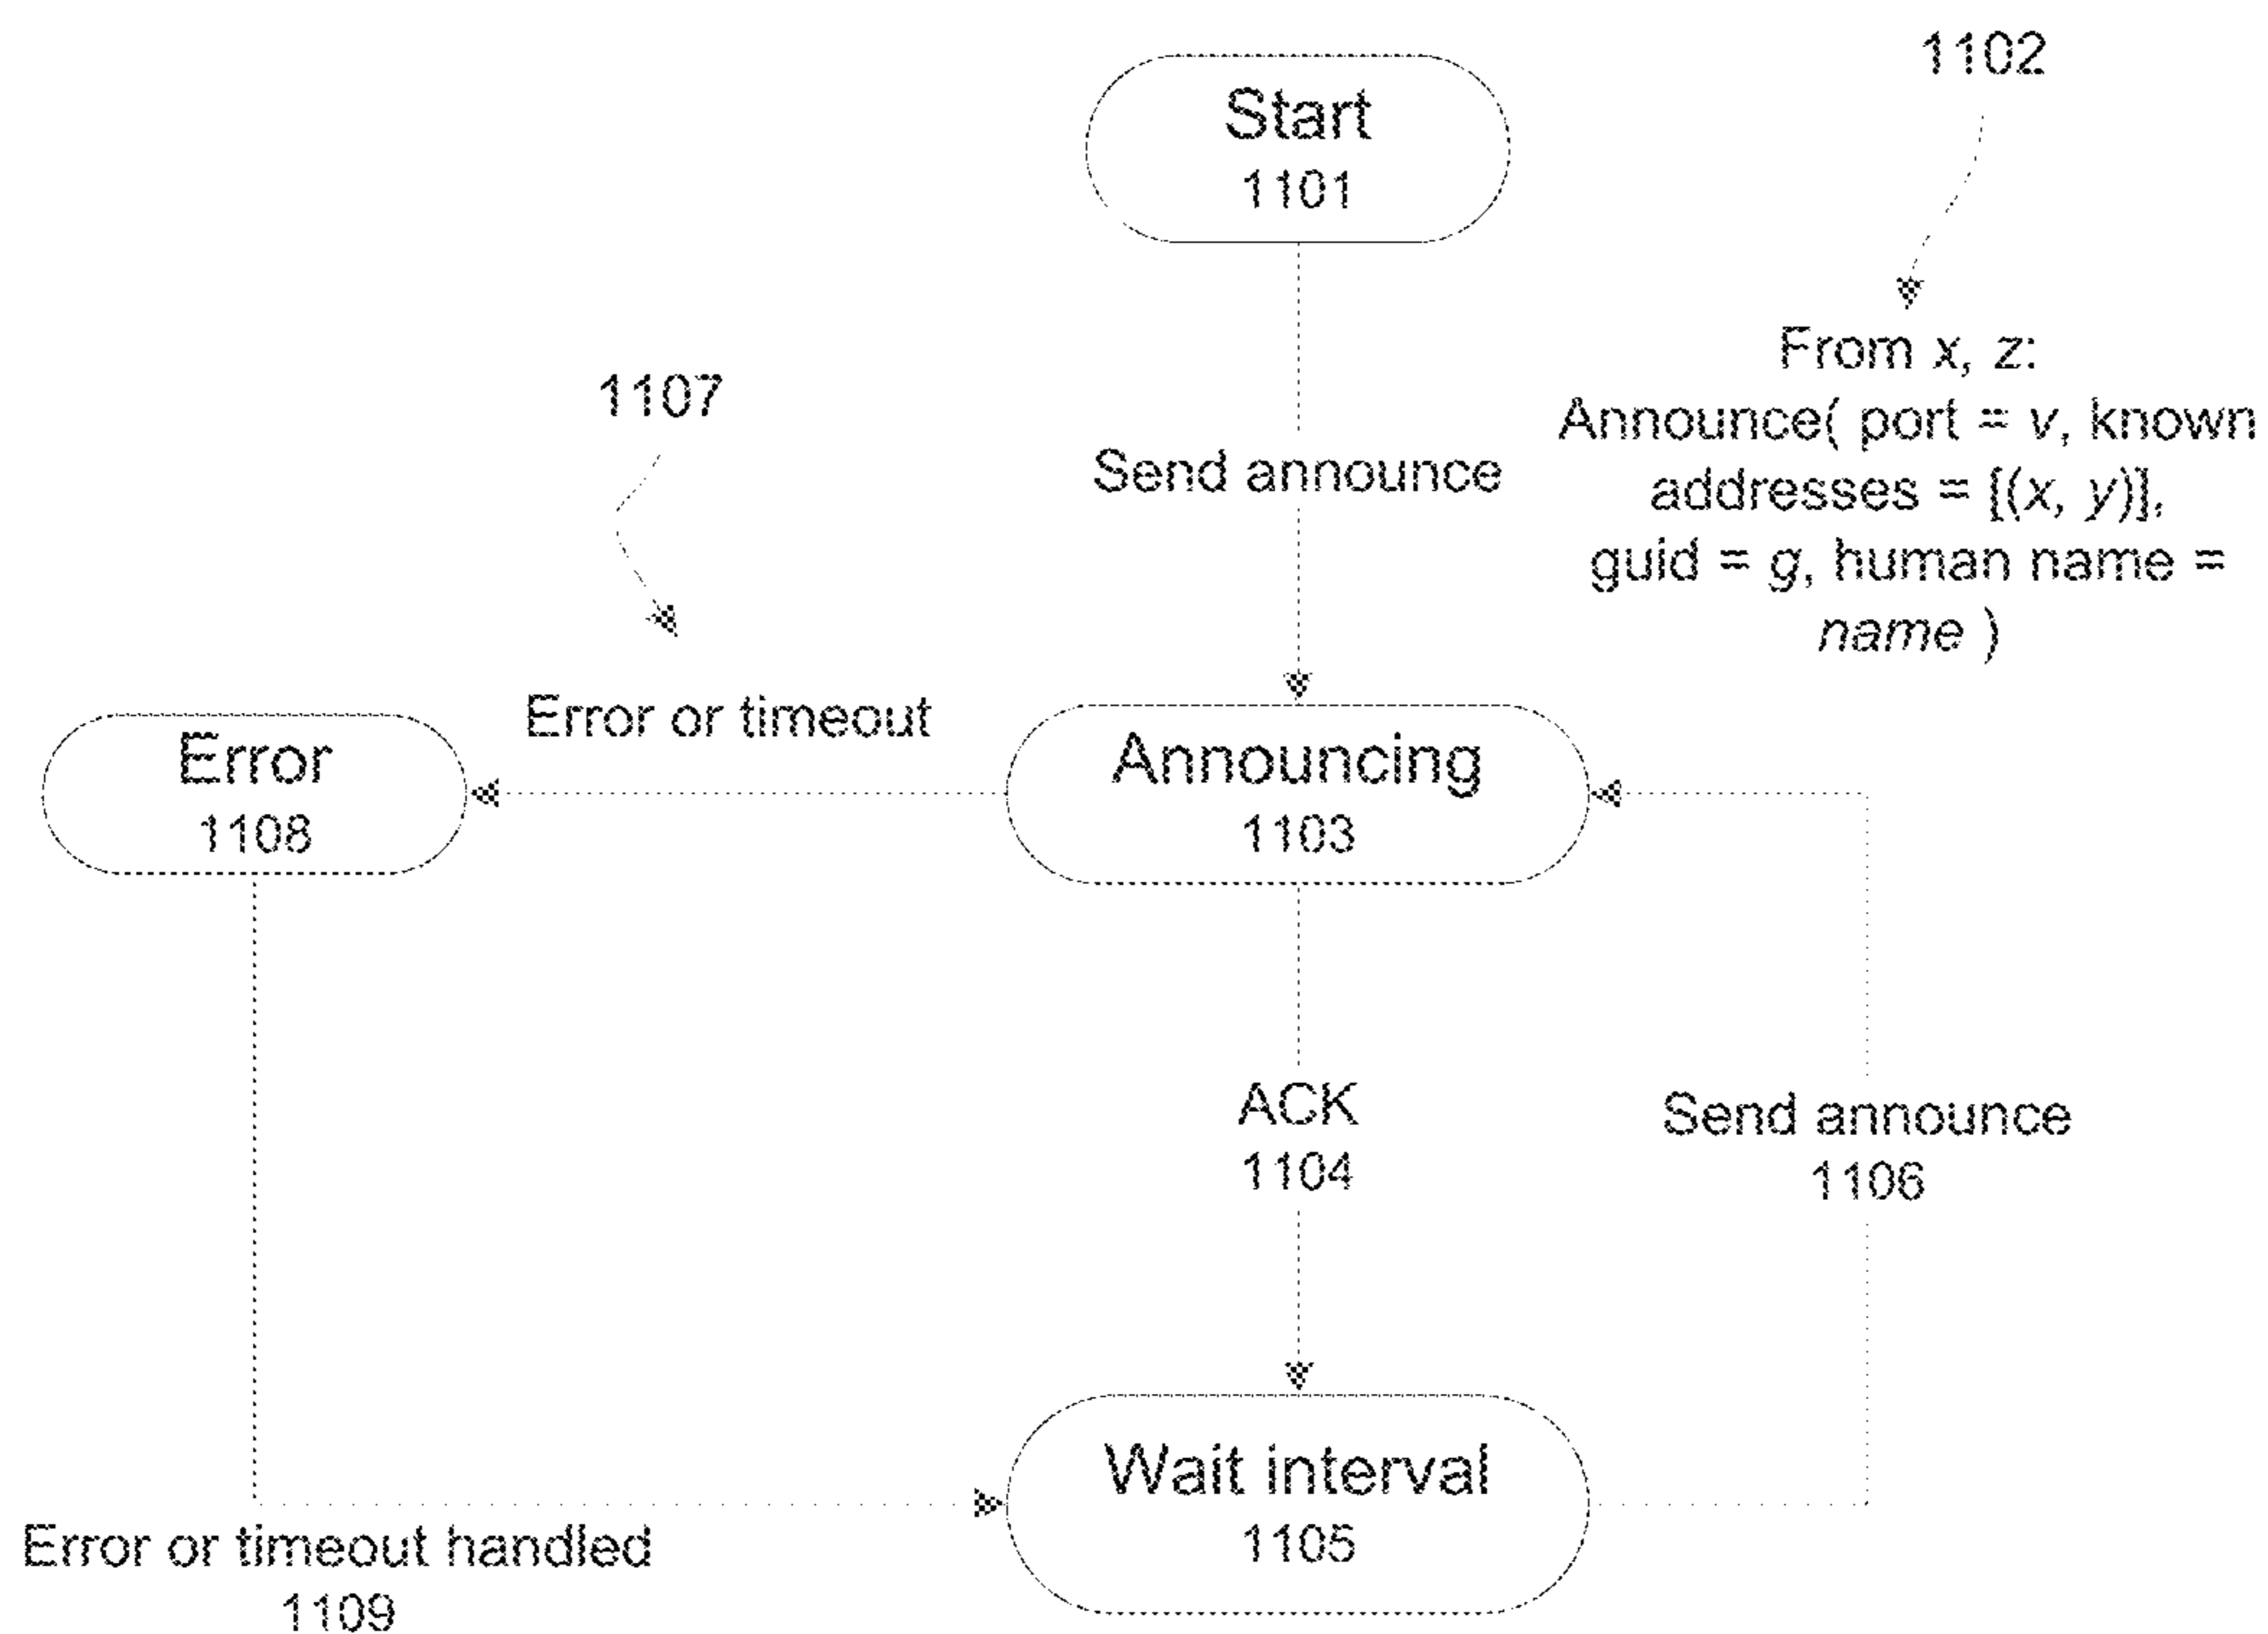 1102
Start
1101
From x, z:
Announce( port = v, known
addresses = [(x, y)],
guid = g, human name =
name )
1107
Send announce
Error or timeout
Error
1108
Announcing
1103
ACK
1104
Send announce
1106
Wait interval
1105
Error or timeout handled
1109